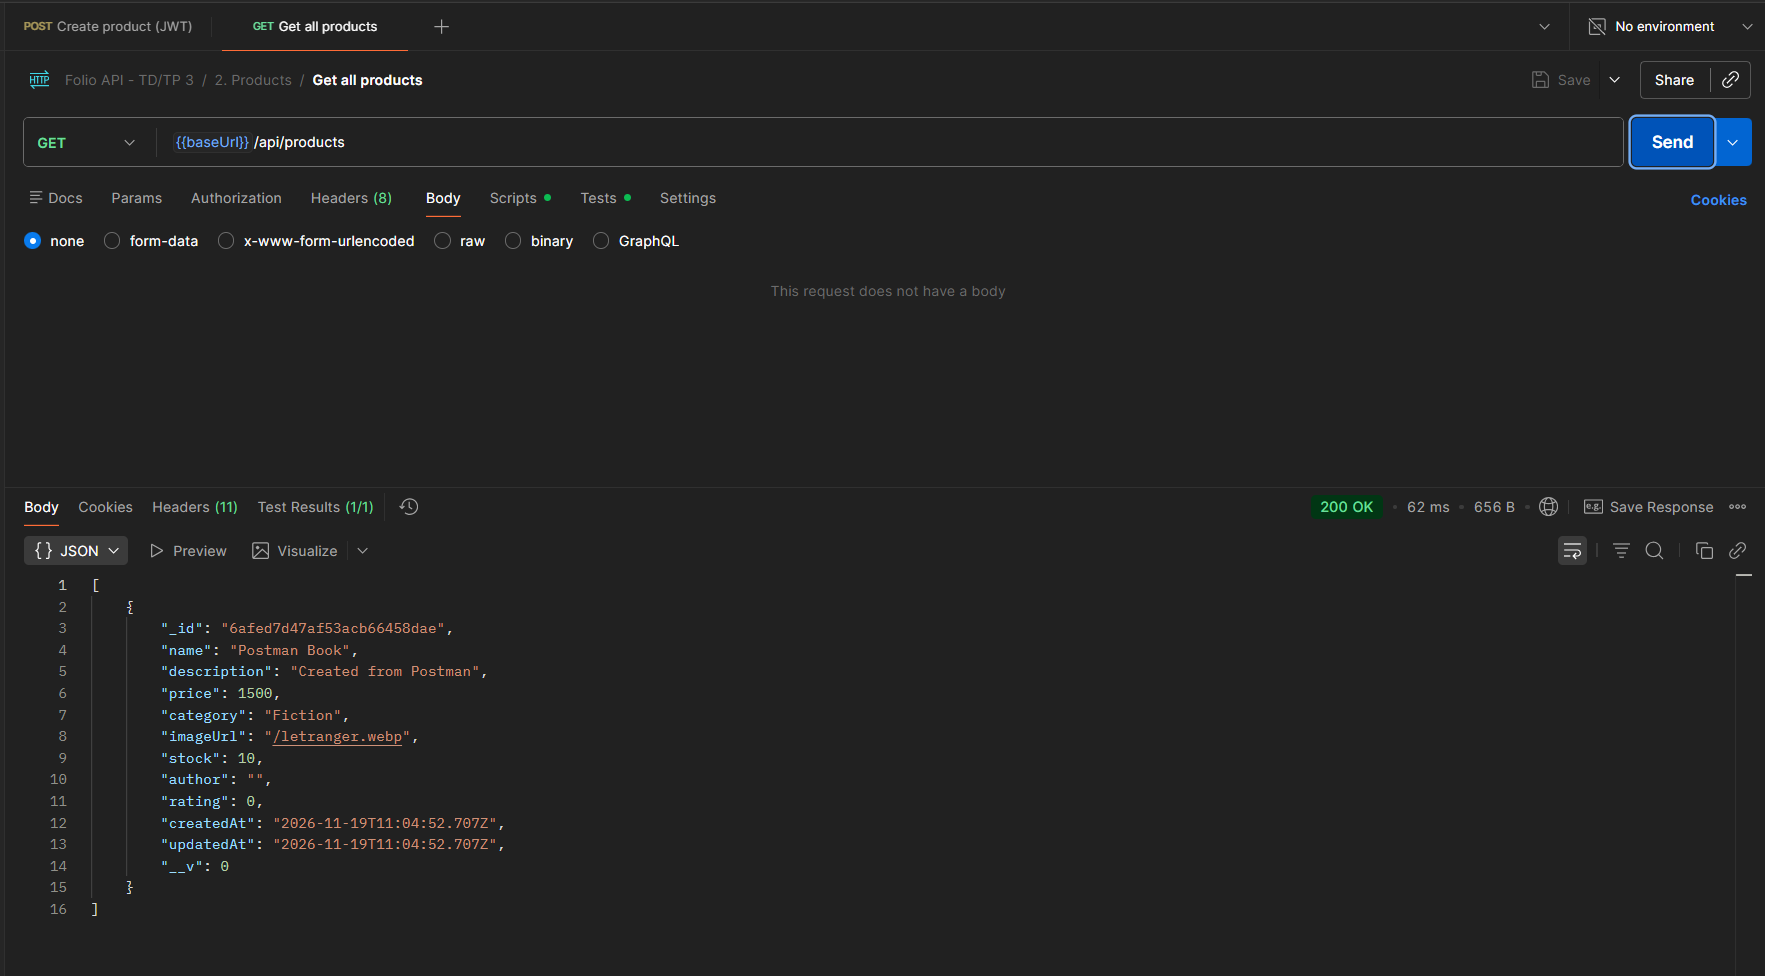 POST Create product (JWT) GET Get all products No environment
HTTP Folio API - TD/TP 3 / 2. Products / Get all products Save Share
GET {{baseUrl}} /api/products Send
Docs Params Authorization Headers (8) Body Scripts Tests Settings Cookies
none form-data x-www-form-urlencoded raw binary GraphQL
This request does not have a body
Body Cookies Headers (11) Test Results (1/1) 200 OK • 62 ms • 656 B • e.g. Save Response
{} JSON Preview Visualize
1 [
2 {
3 "_id": "6afed7d47af53acb66458dae",
4 "name": "Postman Book",
5 "description": "Created from Postman",
6 "price": 1500,
7 "category": "Fiction",
8 "imageUrl": "/letranger.webp",
9 "stock": 10,
10 "author": "",
11 "rating": 0,
12 "createdAt": "2026-11-19T11:04:52.707Z",
13 "updatedAt": "2026-11-19T11:04:52.707Z",
14 "__v": 0
15 }
16 ]